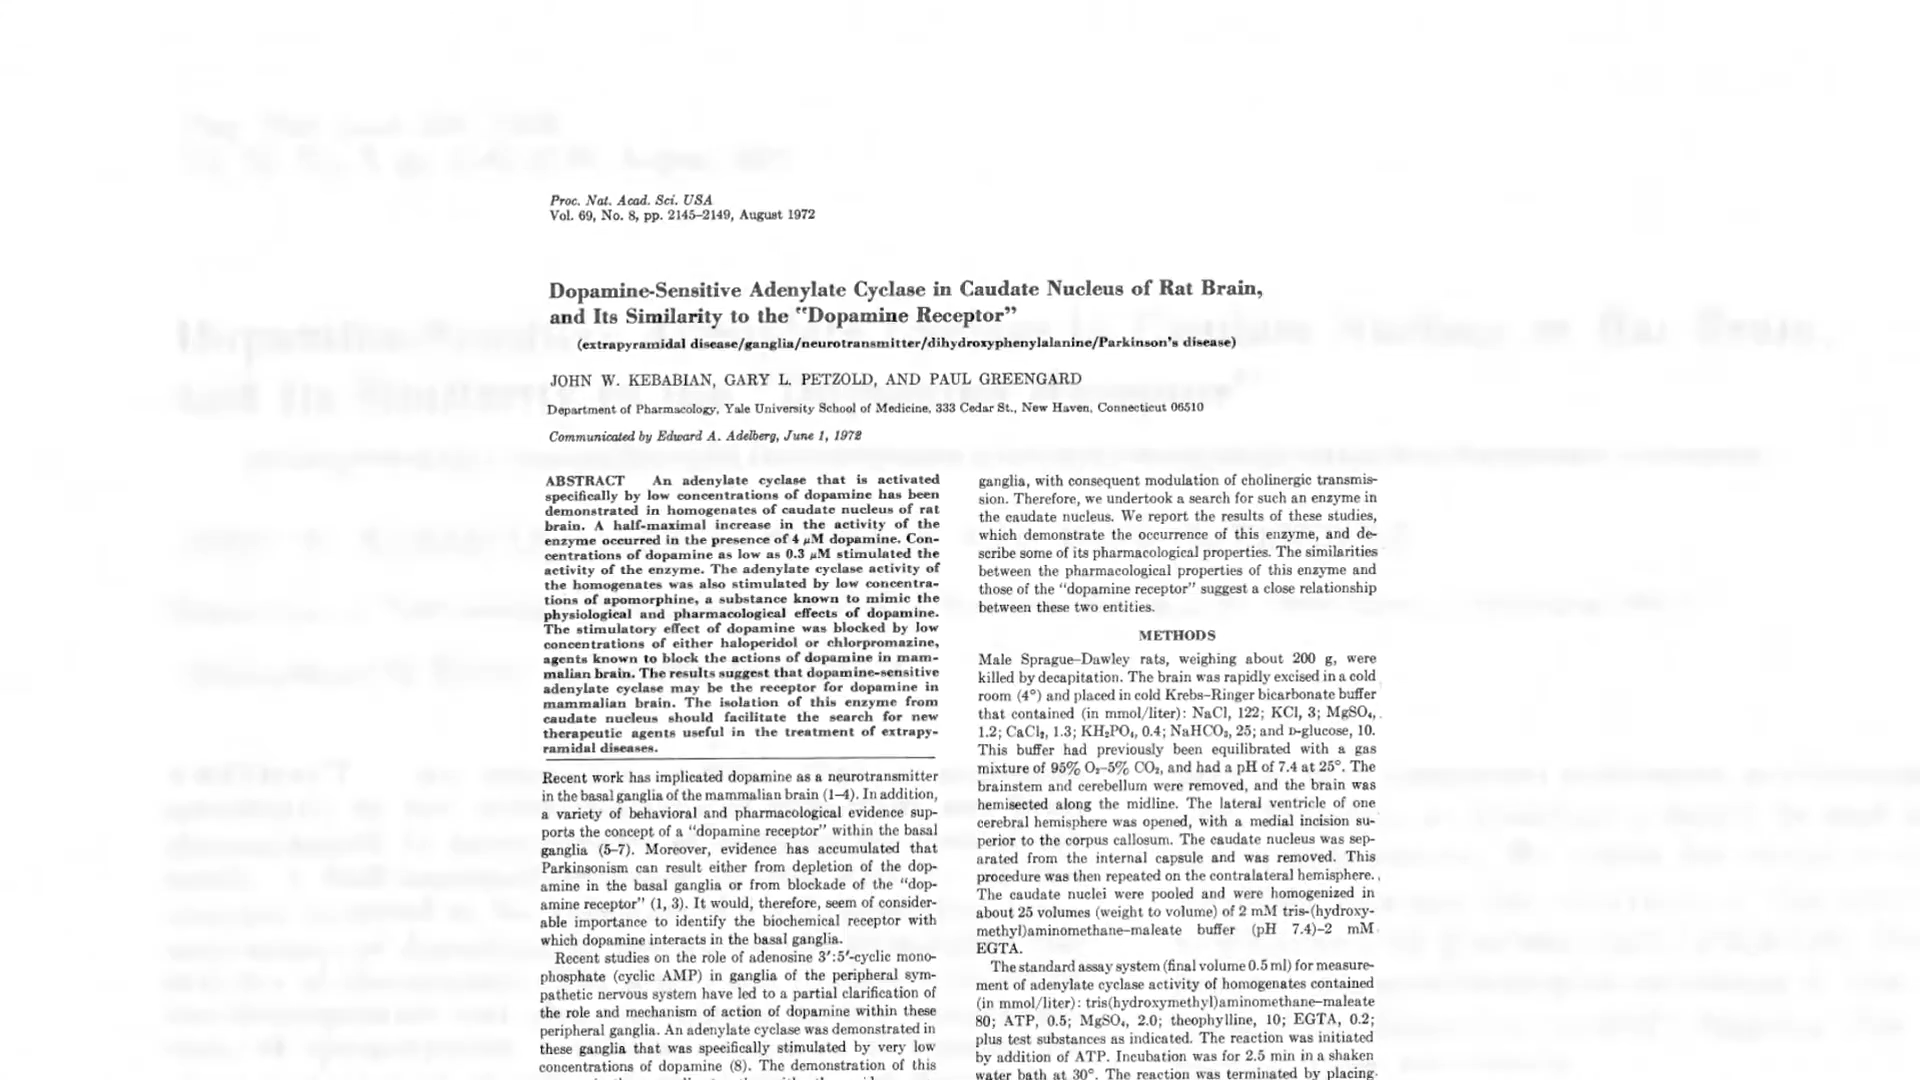 Proc. Nat. Acad. Sci. USA
Vol. 69, No. 8, pp. 2145–2149, August 1972
Dopamine-Sensitive Adenylate Cyclase in Caudate Nucleus of Rat Brain,
and Its Similarity to the "Dopamine Receptor"
(extrapyramidal disease/ganglia/neurotransmitter/dihydroxyphenylalanine/Parkinson's disease)
JOHN W. KEBABIAN, GARY L. PETZOLD, AND PAUL GREENGARD
Department of Pharmacology, Yale University School of Medicine, 333 Cedar St., New Haven, Connecticut 06510
Communicated by Edward A. Adelberg, June 1, 1972
ABSTRACT An adenylate cyclase that is activated
specifically by low concentrations of dopamine has been
demonstrated in homogenates of caudate nucleus of rat
brain. A half-maximal increase in the activity of the
enzyme occurred in the presence of 4 μM dopamine. Con-
centrations of dopamine as low as 0.3 μM stimulated the
activity of the enzyme. The adenylate cyclase activity of
the homogenates was also stimulated by low concentra-
tions of apomorphine, a substance known to mimic the
physiological and pharmacological effects of dopamine.
The stimulatory effect of dopamine was blocked by low
concentrations of either haloperidol or chlorpromazine,
agents known to block the actions of dopamine in mam-
malian brain. The results suggest that dopamine-sensitive
adenylate cyclase may be the receptor for dopamine in
mammalian brain. The isolation of this enzyme from
caudate nucleus should facilitate the search for new
therapeutic agents useful in the treatment of extrapy-
ramidal diseases.
Recent work has implicated dopamine as a neurotransmitter
in the basal ganglia of the mammalian brain (1–4). In addition,
a variety of behavioral and pharmacological evidence sup-
ports the concept of a "dopamine receptor" within the basal
ganglia (5–7). Moreover, evidence has accumulated that
Parkinsonism can result either from depletion of the dop-
amine in the basal ganglia or from blockade of the "dop-
amine receptor" (1, 3). It would, therefore, seem of consider-
able importance to identify the biochemical receptor with
which dopamine interacts in the basal ganglia.
Recent studies on the role of adenosine 3′:5′-cyclic mono-
phosphate (cyclic AMP) in ganglia of the peripheral sym-
pathetic nervous system have led to a partial clarification of
the role and mechanism of action of dopamine within these
peripheral ganglia. An adenylate cyclase was demonstrated in
these ganglia that was specifically stimulated by very low
concentrations of dopamine (8). The demonstration of this
ganglia, with consequent modulation of cholinergic transmis-
sion. Therefore, we undertook a search for such an enzyme in
the caudate nucleus. We report the results of these studies,
which demonstrate the occurrence of this enzyme, and de-
scribe some of its pharmacological properties. The similarities
between the pharmacological properties of this enzyme and
those of the "dopamine receptor" suggest a close relationship
between these two entities.
METHODS
Male Sprague–Dawley rats, weighing about 200 g, were
killed by decapitation. The brain was rapidly excised in a cold
room (4°) and placed in cold Krebs–Ringer bicarbonate buffer
that contained (in mmol/liter): NaCl, 122; KCl, 3; MgSO₄,
1.2; CaCl₂, 1.3; KH₂PO₄, 0.4; NaHCO₃, 25; and D-glucose, 10.
This buffer had previously been equilibrated with a gas
mixture of 95% O₂–5% CO₂, and had a pH of 7.4 at 25°. The
brainstem and cerebellum were removed, and the brain was
hemisected along the midline. The lateral ventricle of one
cerebral hemisphere was opened, with a medial incision su-
perior to the corpus callosum. The caudate nucleus was sep-
arated from the internal capsule and was removed. This
procedure was then repeated on the contralateral hemisphere.
The caudate nuclei were pooled and were homogenized in
about 25 volumes (weight to volume) of 2 mM tris-(hydroxy-
methyl)aminomethane–maleate buffer (pH 7.4)–2 mM
EGTA.
The standard assay system (final volume 0.5 ml) for measure-
ment of adenylate cyclase activity of homogenates contained
(in mmol/liter): tris(hydroxymethyl)aminomethane–maleate
80; ATP, 0.5; MgSO₄, 2.0; theophylline, 10; EGTA, 0.2;
plus test substances as indicated. The reaction was initiated
by addition of ATP. Incubation was for 2.5 min in a shaken
water bath at 30°. The reaction was terminated by placing